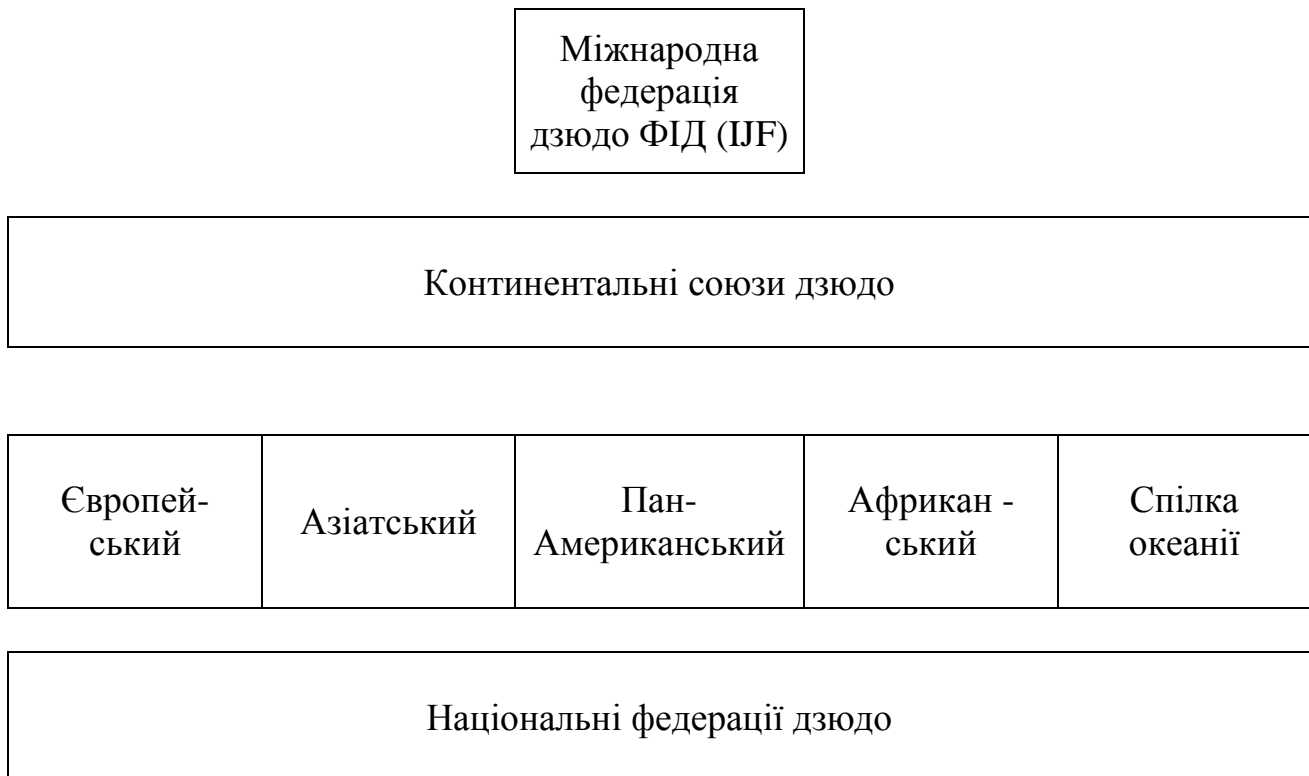 Міжнародна
федерація
дзюдо ФІД (IJF)
Континентальні союзи дзюдо
Європей-
ський
Азіатський
Пан-
Американський
Африкан -
ський
Спілка
океанії
Національні федерації дзюдо